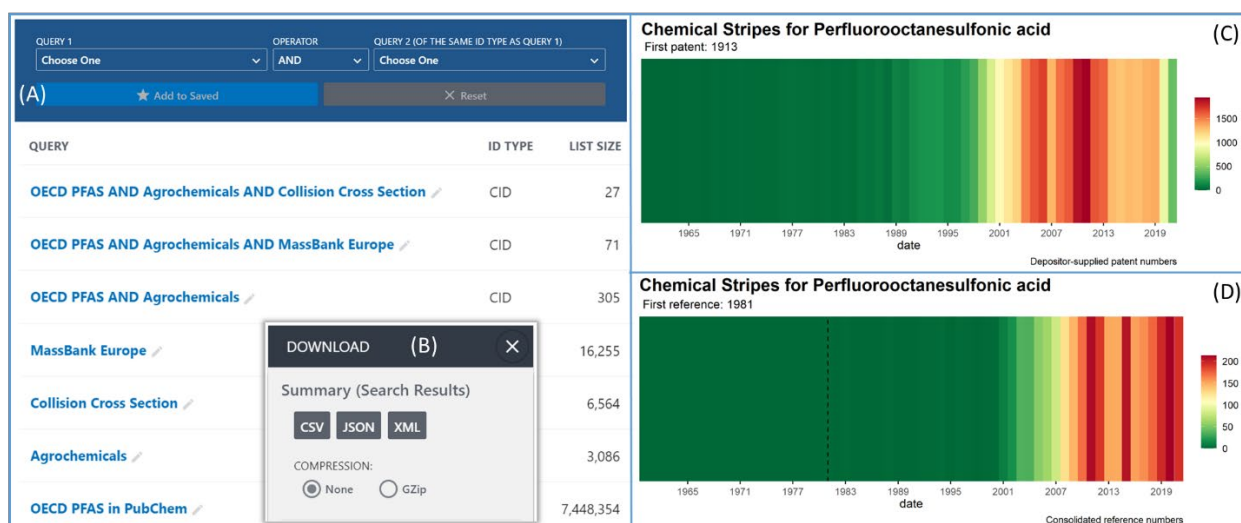 QUERY 1 OPERATOR QUERY 2 (OF THE SAME ID TYPE AS QUERY 1)
Choose One AND Choose One
(A) Add to Saved Reset
QUERY ID TYPE LIST SIZE
OECD PFAS AND Agrochemicals AND Collision Cross Section CID 27
OECD PFAS AND Agrochemicals AND MassBank Europe CID 71
OECD PFAS AND Agrochemicals CID 305
MassBank Europe 16,255
Collision Cross Section 6,564
Agrochemicals 3,086
OECD PFAS in PubChem 7,448,354
DOWNLOAD (B)
Summary (Search Results)
CSV JSON XML
COMPRESSION:
None GZip
Chemical Stripes for Perfluorooctanesulfonic acid (C)
First patent: 1913
1500
1000
500
0
1965 1971 1977 1983 1989 1995 2001 2007 2013 2019
date
Depositor-supplied patent numbers
Chemical Stripes for Perfluorooctanesulfonic acid (D)
First reference: 1981
200
150
100
50
0
1965 1971 1977 1983 1989 1995 2001 2007 2013 2019
date
Consolidated reference numbers